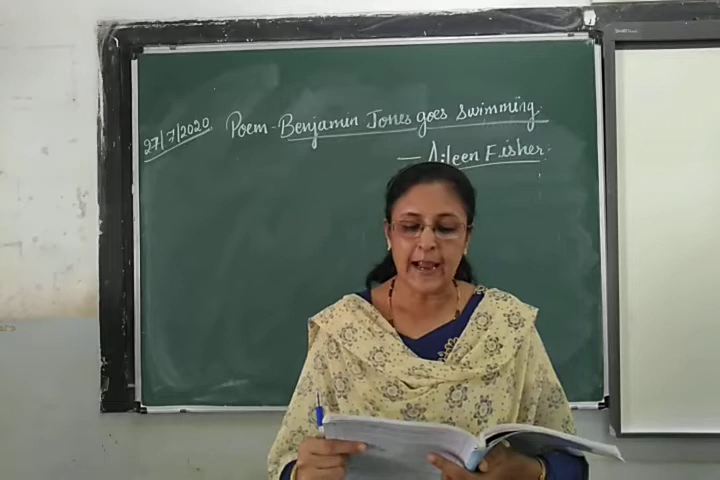 27/7/2020
Poem - Benjamin Jones goes swimming.
— Aileen Fisher.